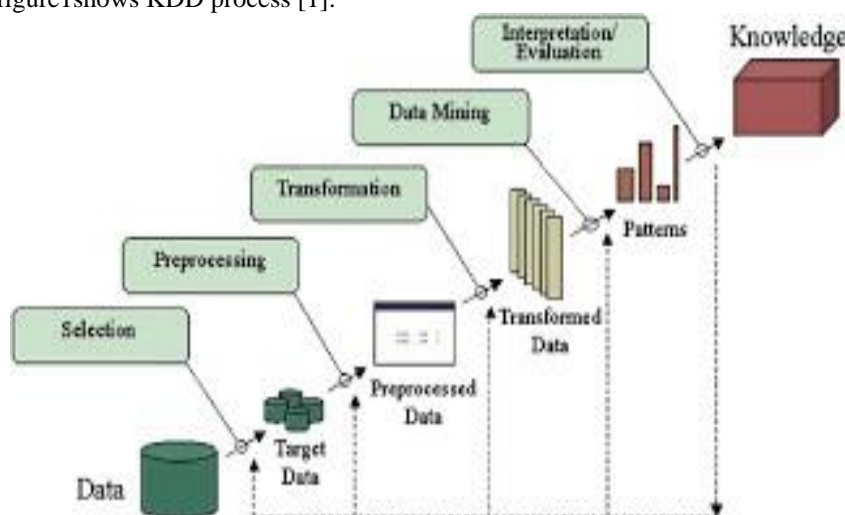 figure1shows KDD process [1].
Interpretation/
Evaluation
Knowledge
Data Mining
Transformation
Patterns
Preprocessing
Transformed
Data
Selection
Preprocessed
Data
Target
Data
Data